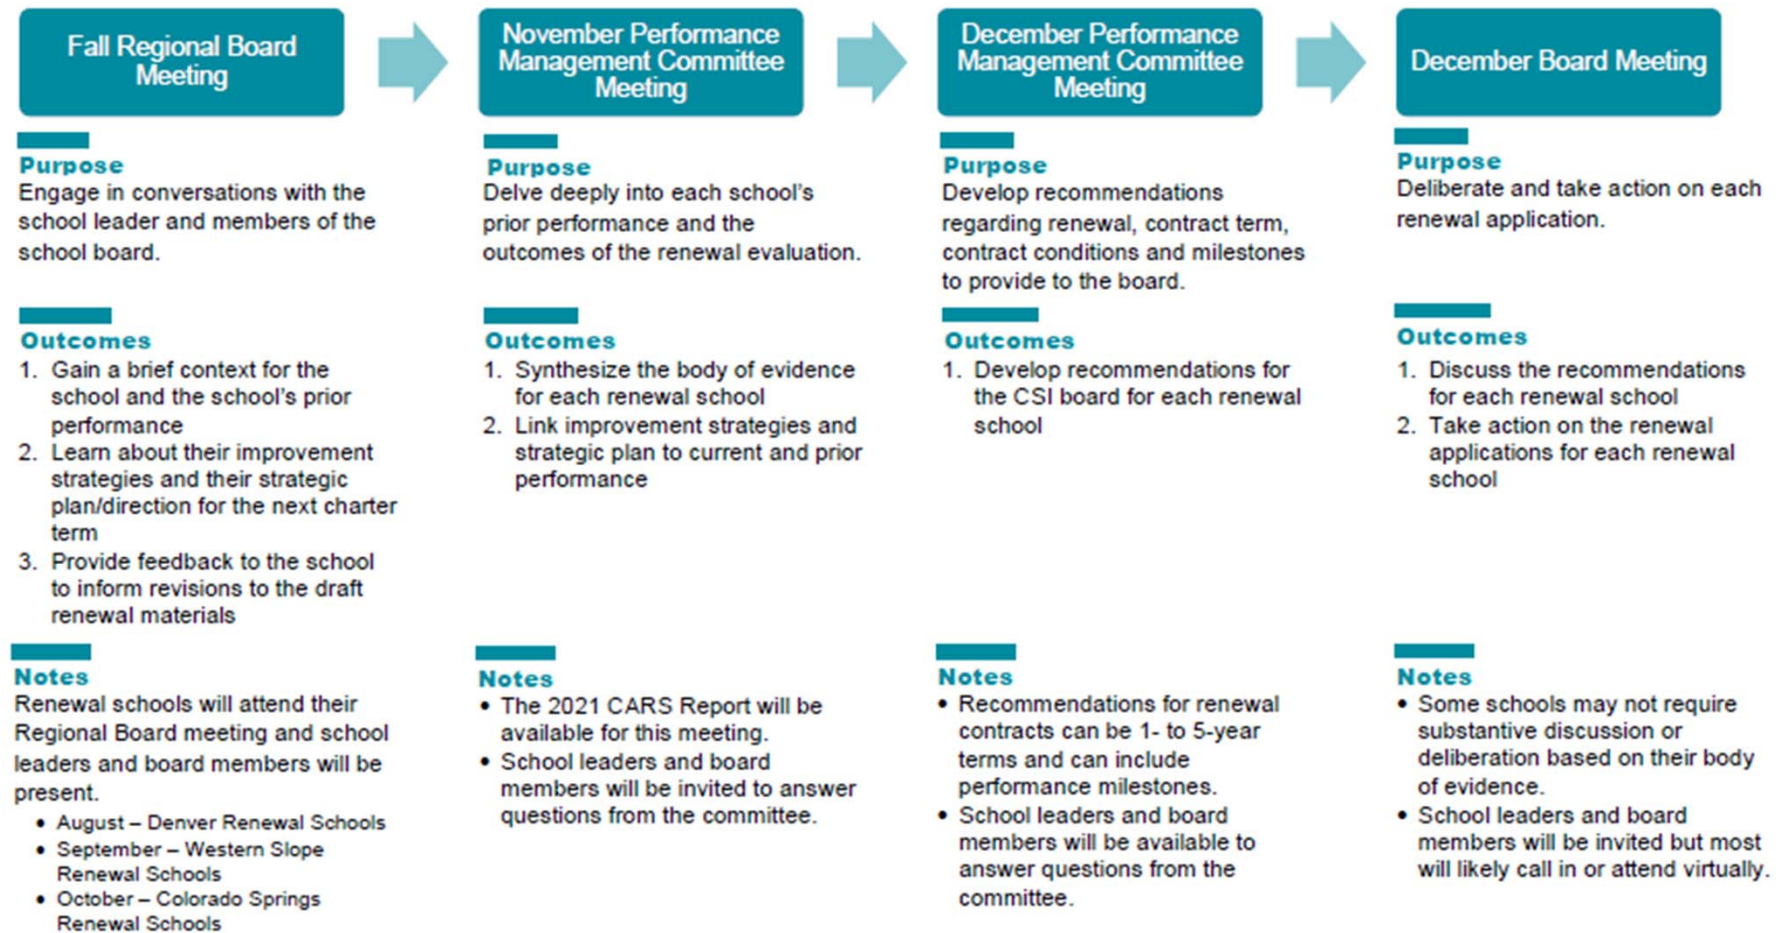 Fall Regional Board
Meeting
November Performance
Management Committee
Meeting
December Performance
Management Committee
Meeting
December Board Meeting
Purpose
Engage in conversations with the
school leader and members of the
school board.
Outcomes
1. Gain a brief context for the
school and the school's prior
performance
2. Learn about their improvement
strategies and their strategic
plan/direction for the next charter
term
3. Provide feedback to the school
to inform revisions to the draft
renewal materials
Notes
Renewal schools will attend their
Regional Board meeting and school
leaders and board members will be
present.
• August – Denver Renewal Schools
• September – Western Slope
Renewal Schools
• October – Colorado Springs
Renewal Schools
Purpose
Delve deeply into each school's
prior performance and the
outcomes of the renewal evaluation.
Outcomes
1. Synthesize the body of evidence
for each renewal school
2. Link improvement strategies and
strategic plan to current and prior
performance
Notes
• The 2021 CARS Report will be
available for this meeting.
• School leaders and board
members will be invited to answer
questions from the committee.
Purpose
Develop recommendations
regarding renewal, contract term,
contract conditions and milestones
to provide to the board.
Outcomes
1. Develop recommendations for
the CSI board for each renewal
school
Notes
• Recommendations for renewal
contracts can be 1- to 5-year
terms and can include
performance milestones.
• School leaders and board
members will be available to
answer questions from the
committee.
Purpose
Deliberate and take action on each
renewal application.
Outcomes
1. Discuss the recommendations
for each renewal school
2. Take action on the renewal
applications for each renewal
school
Notes
• Some schools may not require
substantive discussion or
deliberation based on their body
of evidence.
• School leaders and board
members will be invited but most
will likely call in or attend virtually.